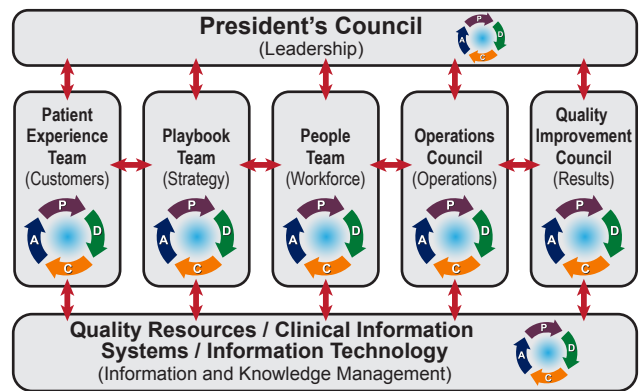 President's Council
(Leadership)
P
A
D
C
Patient
Experience
Team
(Customers)
P
A
D
C
Playbook
Team
(Strategy)
P
A
D
C
People
Team
(Workforce)
P
A
D
C
Operations
Council
(Operations)
P
A
D
C
Quality
Improvement
Council
(Results)
P
A
D
C
Quality Resources / Clinical Information
Systems / Information Technology
(Information and Knowledge Management)
P
A
D
C